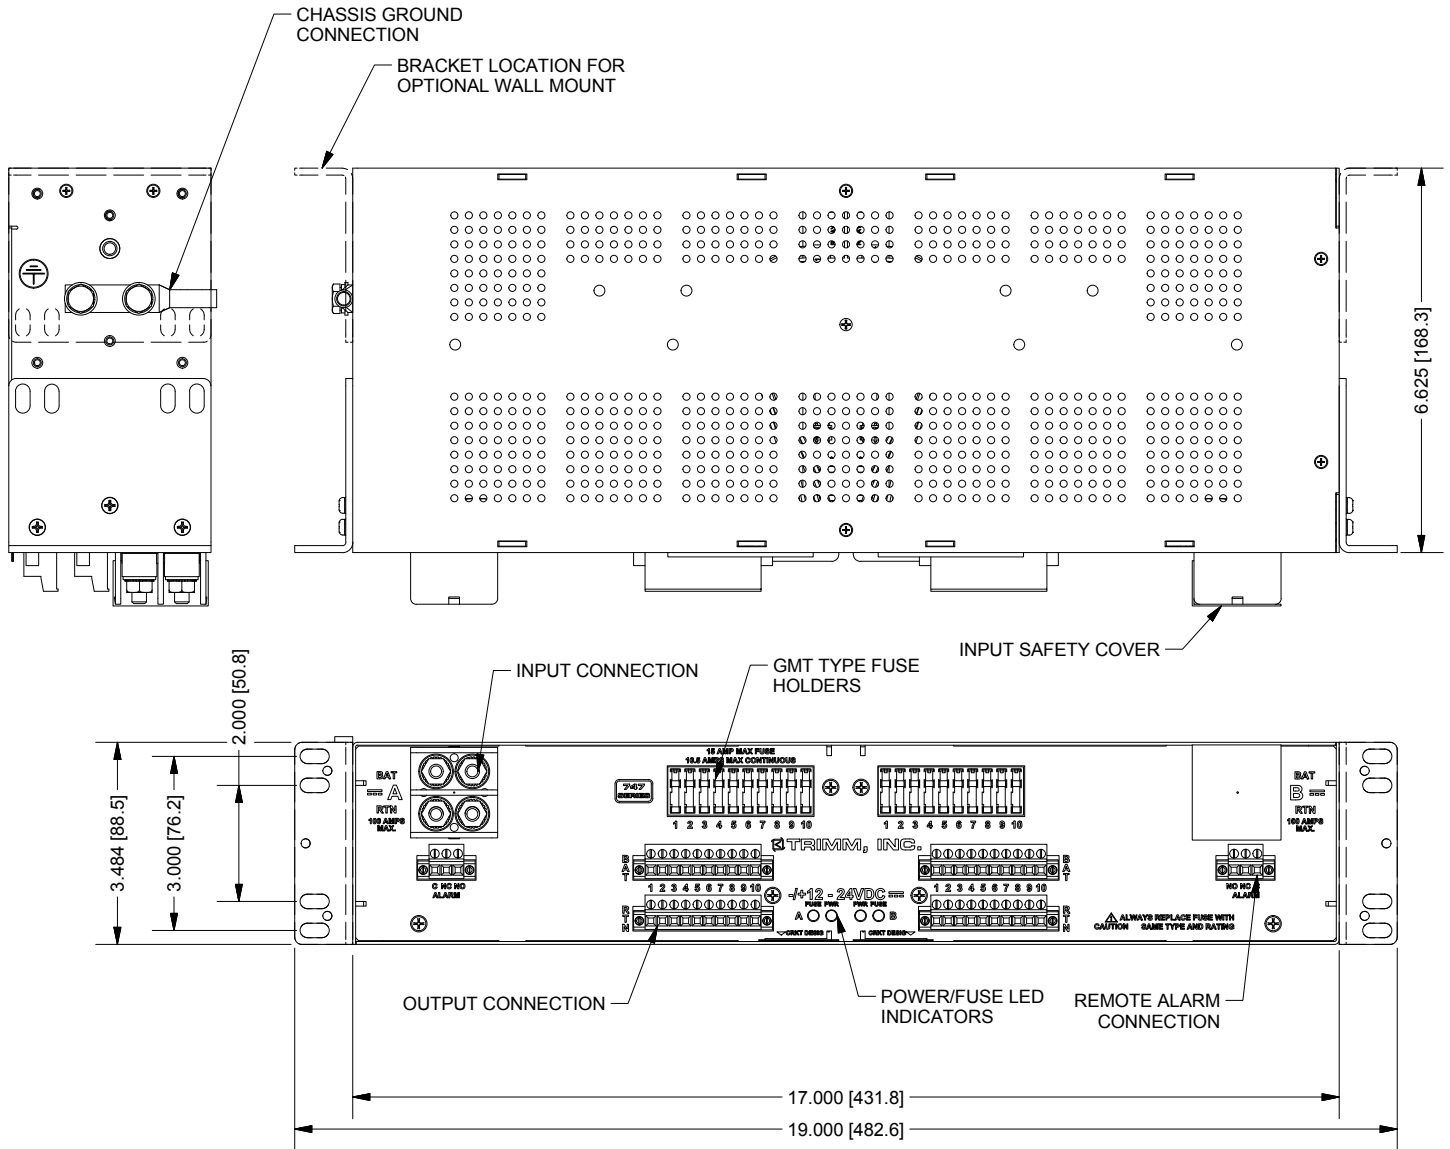 CHASSIS GROUND
CONNECTION
BRACKET LOCATION FOR
OPTIONAL WALL MOUNT
6.625 [168.3]
INPUT SAFETY COVER
INPUT CONNECTION
GMT TYPE FUSE
HOLDERS
2.000 [50.8]
3.000 [76.2]
3.484 [88.5]
15 AMP MAX FUSE
13.5 AMPS MAX CONTINUOUS
BAT
A
RTN
100 AMPS
MAX.
747
SERIES
1 2 3 4 5 6 7 8 9 10
1 2 3 4 5 6 7 8 9 10
BAT
B
RTN
100 AMPS
MAX.
TRIMM, INC.
C NC NO
ALARM
BAT
1 2 3 4 5 6 7 8 9 10
RTN
-/+12 - 24VDC
FUSE PWR
PWR FUSE
A
B
CRKT DESIG
CRKT DESIG
BAT
1 2 3 4 5 6 7 8 9 10
RTN
NO NC C
ALARM
ALWAYS REPLACE FUSE WITH
CAUTION SAME TYPE AND RATING
OUTPUT CONNECTION
POWER/FUSE LED
INDICATORS
REMOTE ALARM
CONNECTION
17.000 [431.8]
19.000 [482.6]